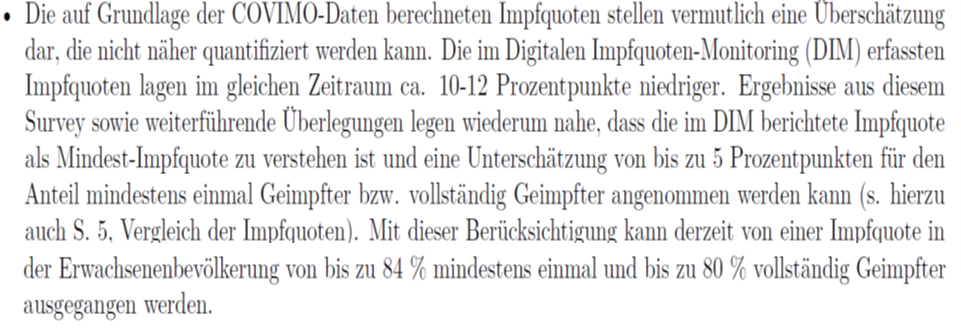 • Die auf Grundlage der COVIMO-Daten berechneten Impfquoten stellen vermutlich eine Überschätzung
dar, die nicht näher quantifiziert werden kann. Die im Digitalen Impfquoten-Monitoring (DIM) erfassten
Impfquoten lagen im gleichen Zeitraum ca. 10-12 Prozentpunkte niedriger. Ergebnisse aus diesem
Survey sowie weiterführende Überlegungen legen wiederum nahe, dass die im DIM berichtete Impfquote
als Mindest-Impfquote zu verstehen ist und eine Unterschätzung von bis zu 5 Prozentpunkten für den
Anteil mindestens einmal Geimpfter bzw. vollständig Geimpfter angenommen werden kann (s. hierzu
auch S. 5, Vergleich der Impfquoten). Mit dieser Berücksichtigung kann derzeit von einer Impfquote in
der Erwachsenenbevölkerung von bis zu 84 % mindestens einmal und bis zu 80 % vollständig Geimpfter
ausgegangen werden.